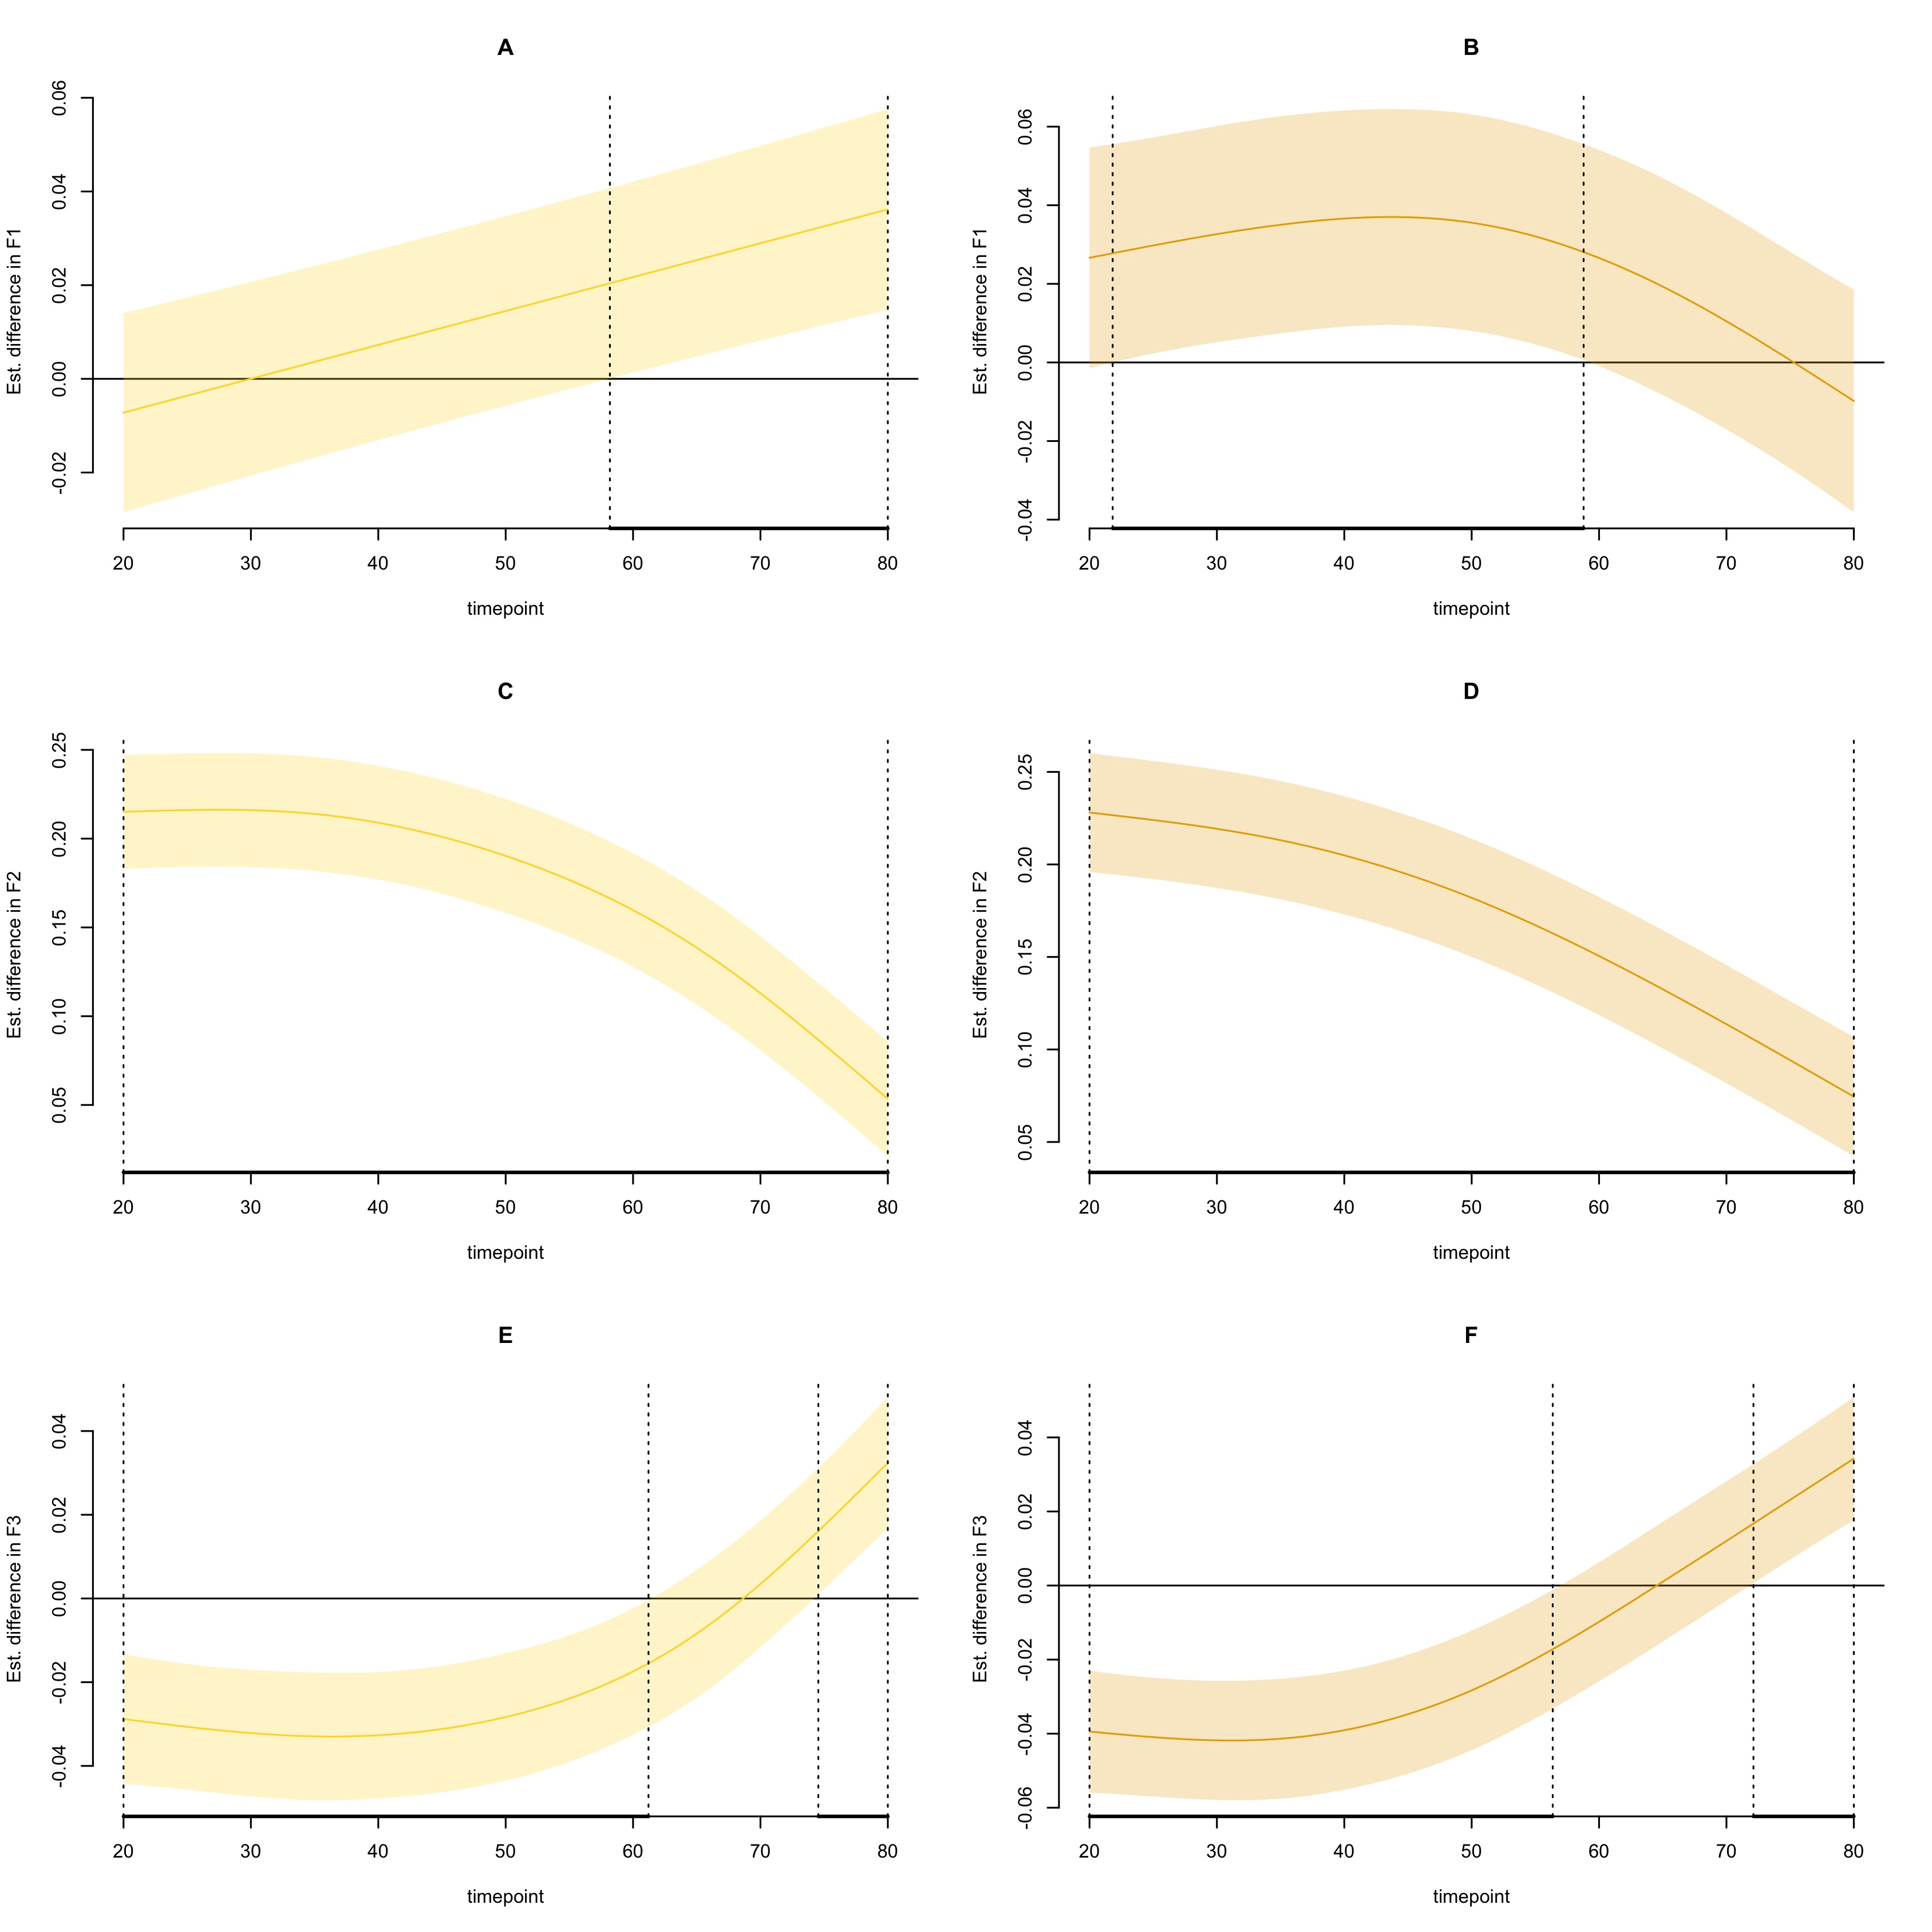 A
Est. difference in F1
0.06
0.04
0.02
0.00
-0.02
20 30 40 50 60 70 80
timepoint
B
Est. difference in F1
0.06
0.04
0.02
0.00
-0.02
-0.04
20 30 40 50 60 70 80
timepoint
C
Est. difference in F2
0.25
0.20
0.15
0.10
0.05
20 30 40 50 60 70 80
timepoint
D
Est. difference in F2
0.25
0.20
0.15
0.10
0.05
20 30 40 50 60 70 80
timepoint
E
Est. difference in F3
0.04
0.02
0.00
-0.02
-0.04
20 30 40 50 60 70 80
timepoint
F
Est. difference in F3
0.04
0.02
0.00
-0.02
-0.04
-0.06
20 30 40 50 60 70 80
timepoint